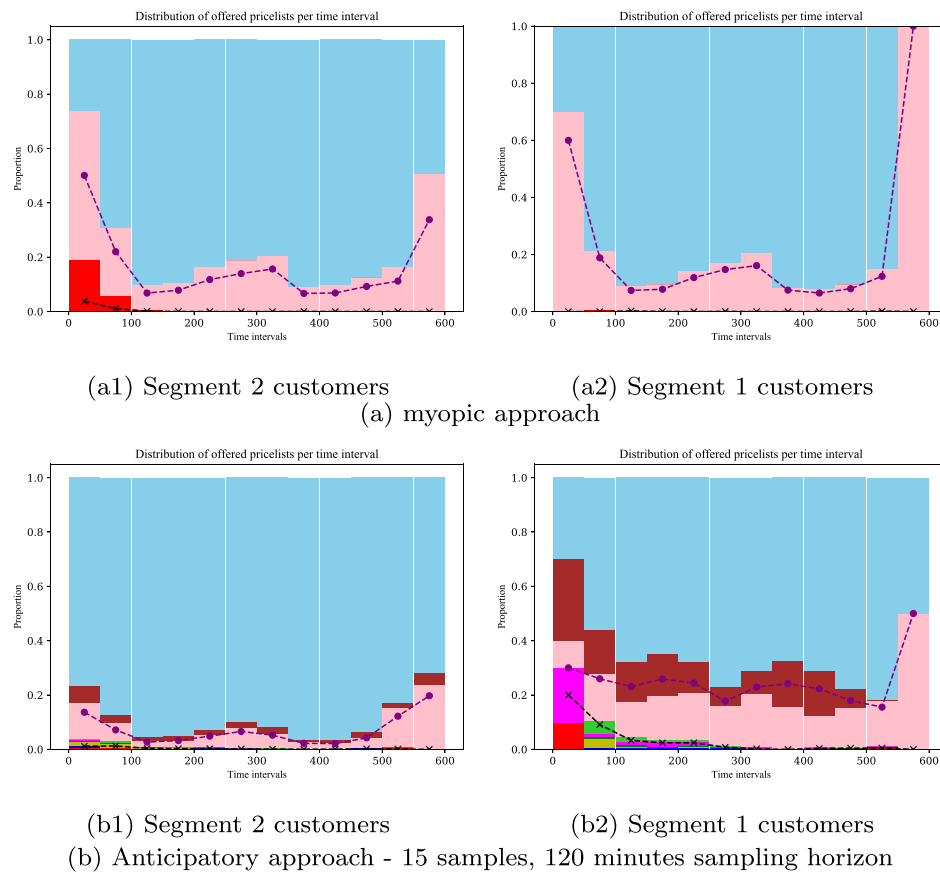 Distribution of offered pricelists per time interval
Distribution of offered pricelists per time interval
1.0
0.8
0.6
0.4
0.2
0.0
Proportion
0 100 200 300 400 500 600
Time intervals
1.0
0.8
0.6
0.4
0.2
0.0
Proportion
0 100 200 300 400 500 600
Time intervals
(a1) Segment 2 customers
(a2) Segment 1 customers
(a) myopic approach
Distribution of offered pricelists per time interval
Distribution of offered pricelists per time interval
1.0
0.8
0.6
0.4
0.2
0.0
Proportion
0 100 200 300 400 500 600
Time intervals
1.0
0.8
0.6
0.4
0.2
0.0
Proportion
0 100 200 300 400 500 600
Time intervals
(b1) Segment 2 customers
(b2) Segment 1 customers
(b) Anticipatory approach - 15 samples, 120 minutes sampling horizon